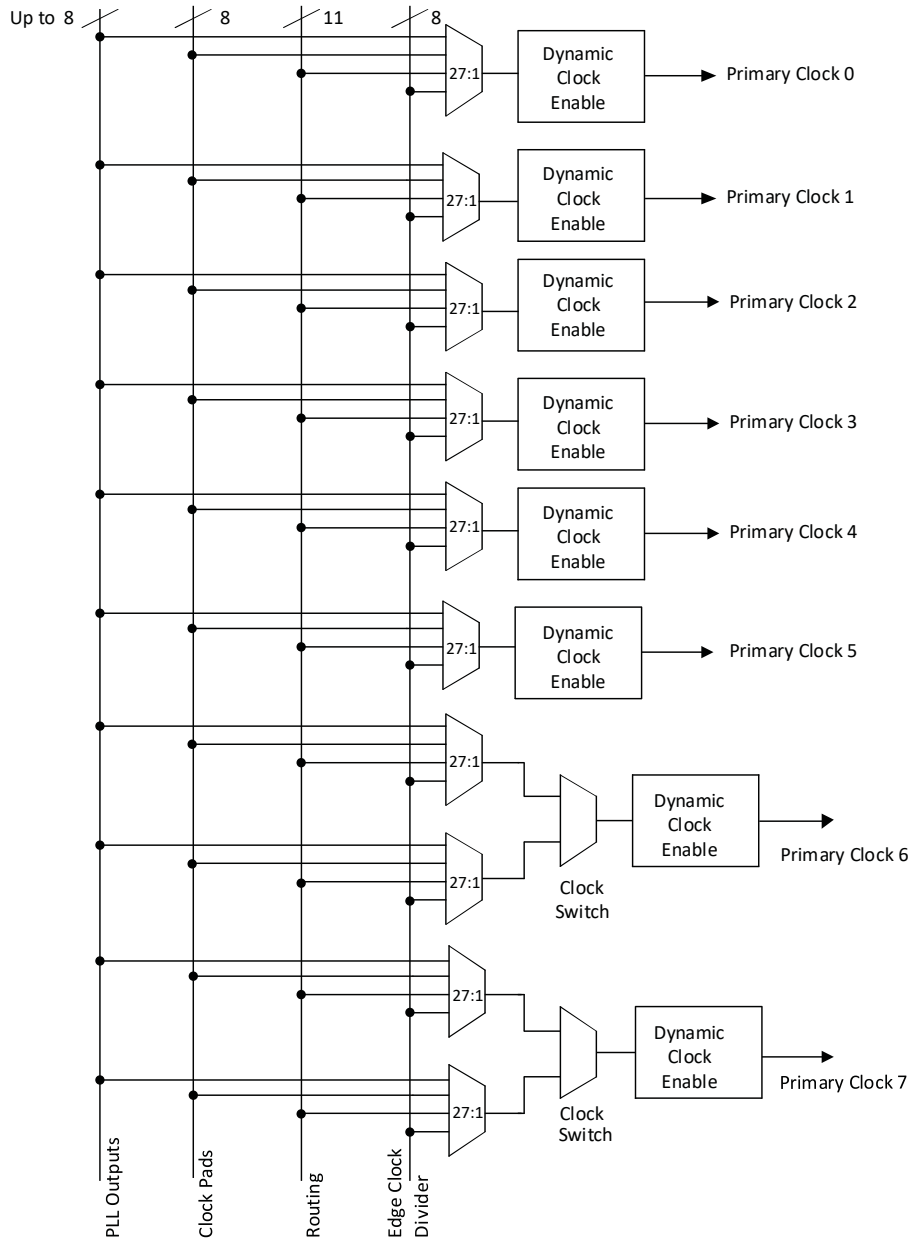 Up to 8
8
11
8
27:1
Dynamic
Clock
Enable
Primary Clock 0
27:1
Dynamic
Clock
Enable
Primary Clock 1
27:1
Dynamic
Clock
Enable
Primary Clock 2
27:1
Dynamic
Clock
Enable
Primary Clock 3
27:1
Dynamic
Clock
Enable
Primary Clock 4
27:1
Dynamic
Clock
Enable
Primary Clock 5
27:1
27:1
Clock
Switch
Dynamic
Clock
Enable
Primary Clock 6
27:1
27:1
Clock
Switch
Dynamic
Clock
Enable
Primary Clock 7
PLL Outputs
Clock Pads
Routing
Edge Clock
Divider